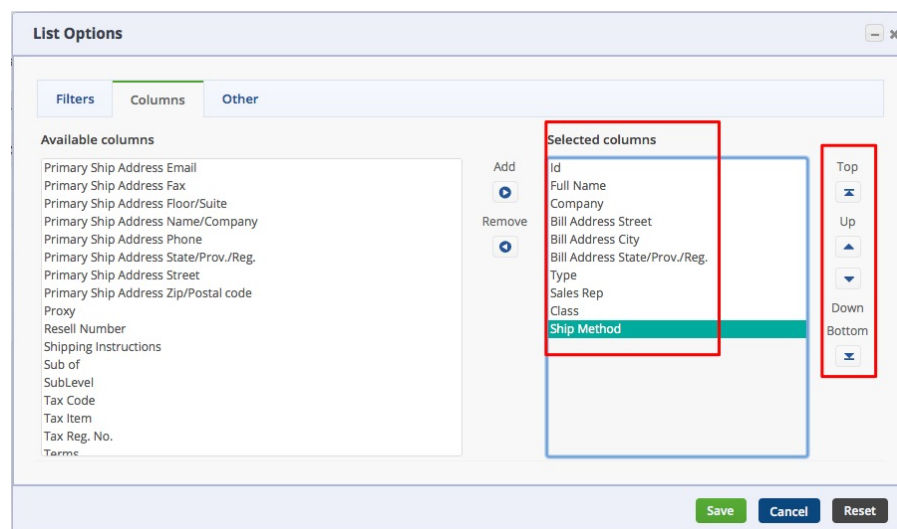 List Options
Filters
Columns
Other
Available columns
Primary Ship Address Email
Primary Ship Address Fax
Primary Ship Address Floor/Suite
Primary Ship Address Name/Company
Primary Ship Address Phone
Primary Ship Address State/Prov./Reg.
Primary Ship Address Street
Primary Ship Address Zip/Postal code
Proxy
Resell Number
Shipping Instructions
Sub of
SubLevel
Tax Code
Tax Item
Tax Reg. No.
Terms
Add
Remove
Selected columns
Id
Full Name
Company
Bill Address Street
Bill Address City
Bill Address State/Prov./Reg.
Type
Sales Rep
Class
Ship Method
Top
Up
Down
Bottom
Save
Cancel
Reset